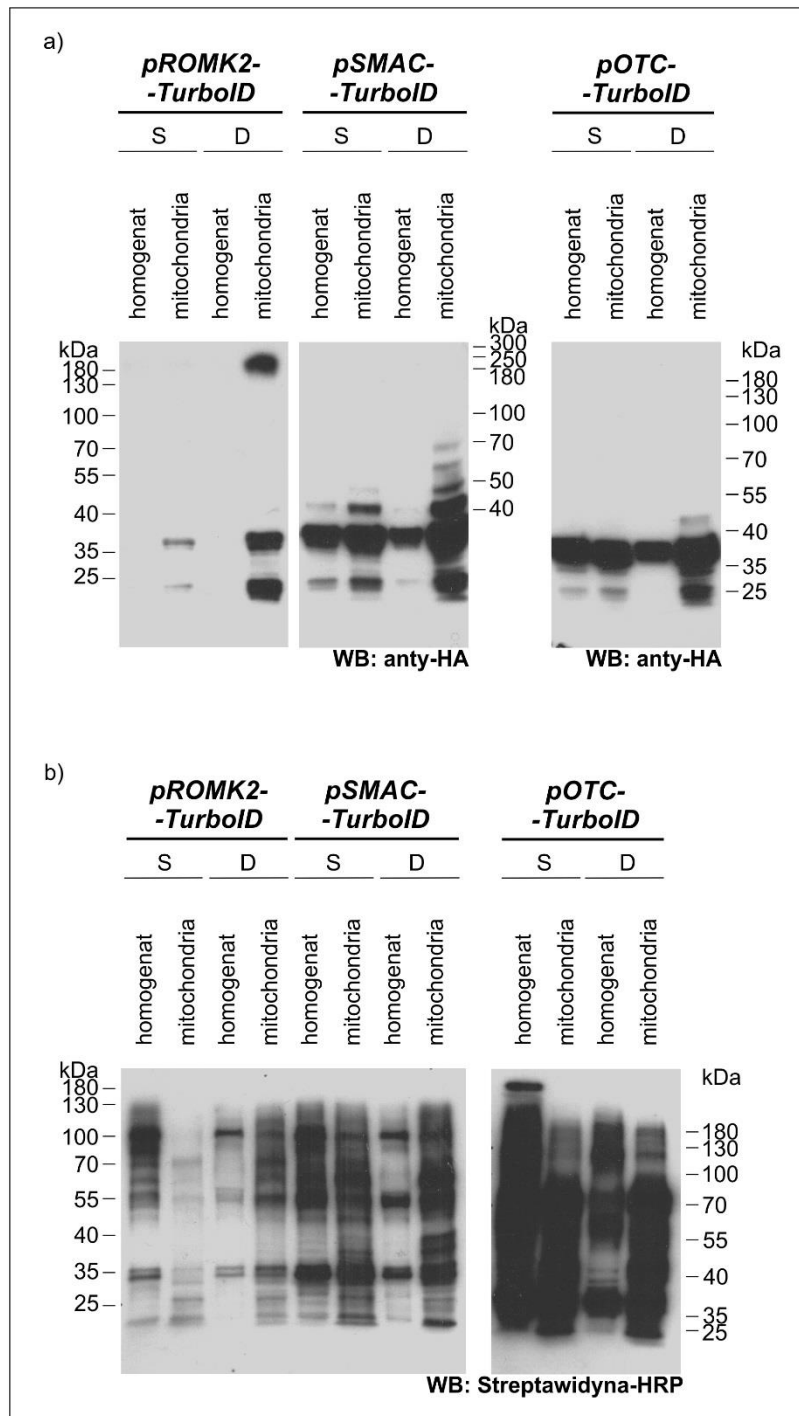 a)
pROMK2- pSMAC- pOTC-
-TurboID -TurboID -TurboID
S D S D S D
homogenat mitochondria homogenat mitochondria homogenat mitochondria homogenat mitochondria homogenat mitochondria homogenat mitochondria
kDa
180
130
100
70
55
40
35
25
kDa
300
250
180
100
70
50
40
kDa
180
130
100
70
55
40
35
25
WB: anty-HA WB: anty-HA
b)
pROMK2- pSMAC- pOTC-
-TurboID -TurboID -TurboID
S D S D S D
homogenat mitochondria homogenat mitochondria homogenat mitochondria homogenat mitochondria homogenat mitochondria homogenat mitochondria
kDa
180
130
100
70
55
40
35
25
kDa
180
130
100
70
55
40
35
25
WB: Streptawidyna-HRP